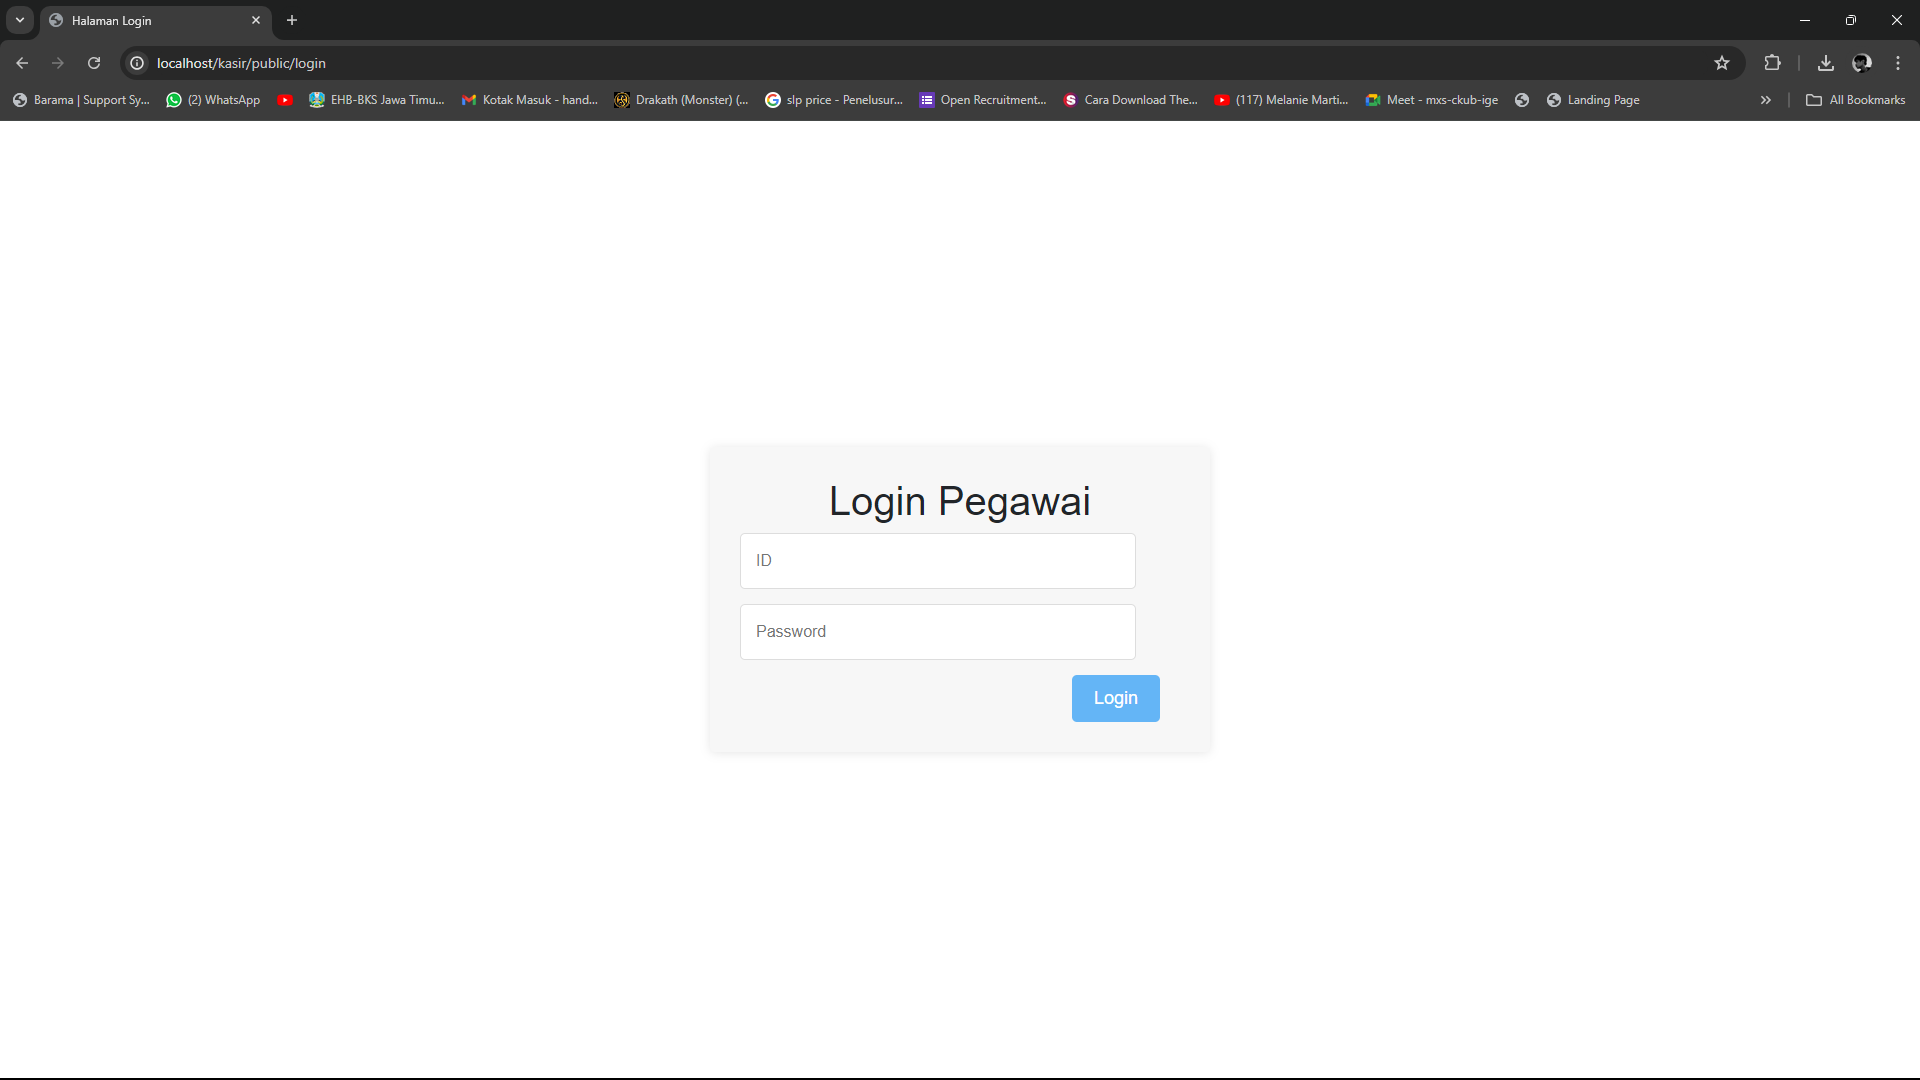 Halaman Login
localhost/kasir/public/login
Barama | Support Sy... (2) WhatsApp EHB-BKS Jawa Timu... Kotak Masuk - hand... Drakath (Monster) (... slp price - Penelusur... Open Recruitment... Cara Download The... (117) Melanie Marti... Meet - mxs-ckub-ige Landing Page All Bookmarks
Login Pegawai
ID
Password
Login